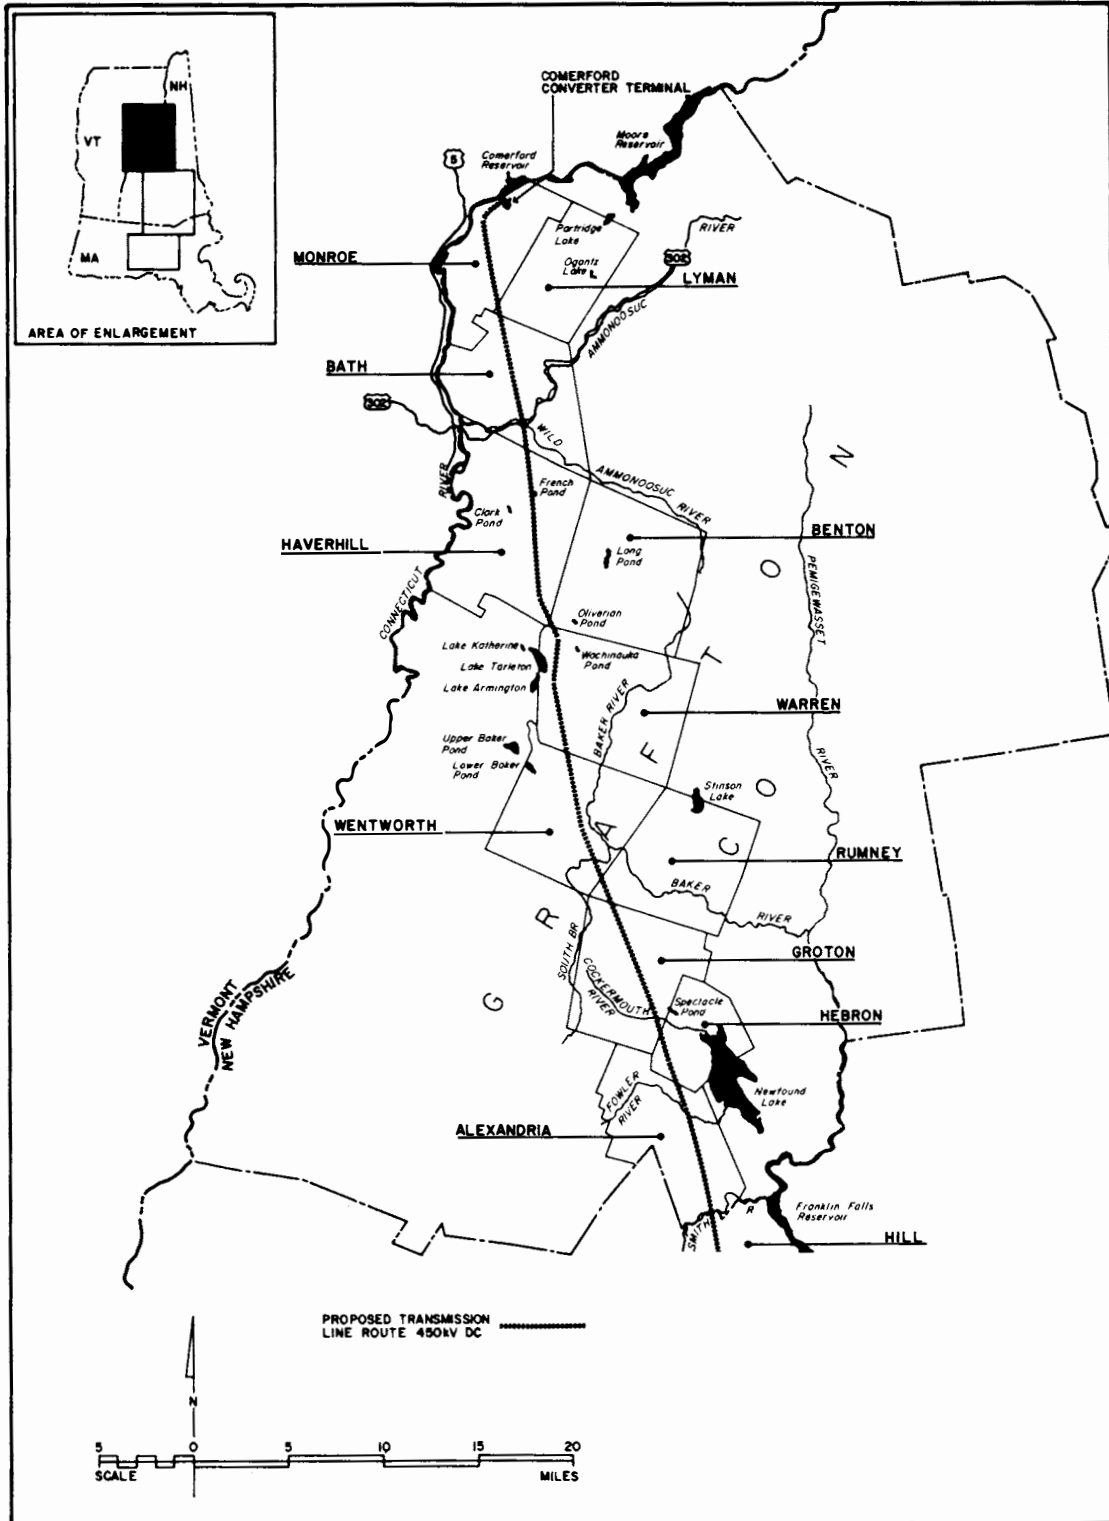 NH
VT
MA
AREA OF ENLARGEMENT
COMERFORD
CONVERTER TERMINAL
Moore
Reservoir
Comerford
Reservoir
5
Partridge
Lake
RIVER
302
MONROE
Ogontz
Lake
LYMAN
AMMONOOSUC
BATH
302
WILD
AMMONOOSUC
RIVER
RIVER
French
Pond
Clark
Pond
BENTON
HAVERHILL
Long
Pond
CONNECTICUT
PEMIGEWASSET
RIVER
Oliverian
Pond
Lake Katherine
Wachipauka
Pond
Lake Tarleton
Lake Armington
WARREN
BAKER RIVER
Upper Baker
Pond
Lower Baker
Pond
Stinson
Lake
WENTWORTH
RUMNEY
BAKER
RIVER
GRAFTON
CO
GROTON
SOUTH BR
COCKERMOUTH
RIVER
Spectacle
Pond
HEBRON
VERMONT
NEW HAMPSHIRE
Newfound
Lake
FOWLER
RIVER
ALEXANDRIA
SMITH
R
Franklin Falls
Reservoir
HILL
PROPOSED TRANSMISSION
LINE ROUTE 450kV DC
N
5 0 5 10 15 20
SCALE MILES